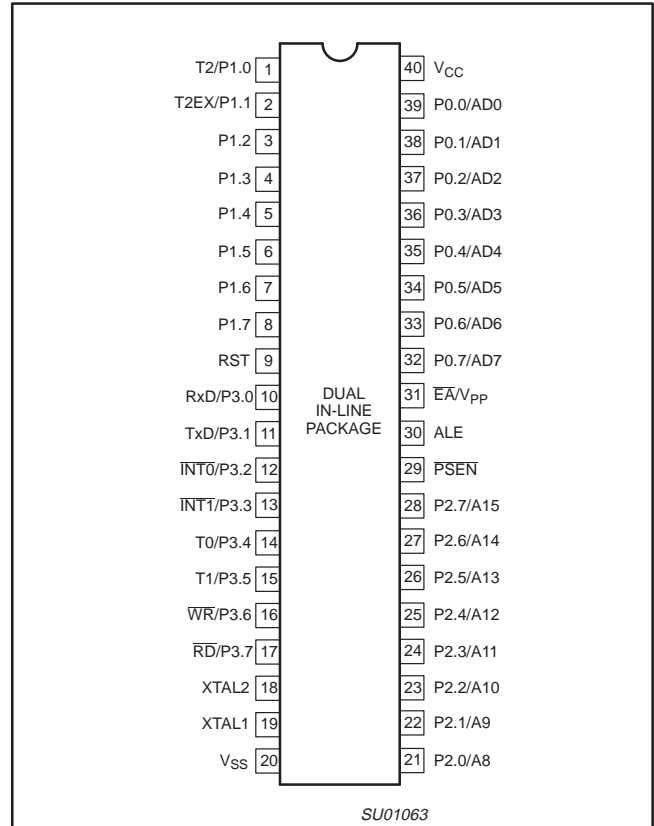 T2/P1.0 1
T2EX/P1.1 2
P1.2 3
P1.3 4
P1.4 5
P1.5 6
P1.6 7
P1.7 8
RST 9
RxD/P3.0 10
TxD/P3.1 11
I̅N̅T̅0̅/P3.2 12
I̅N̅T̅1̅/P3.3 13
T0/P3.4 14
T1/P3.5 15
W̅R̅/P3.6 16
R̅D̅/P3.7 17
XTAL2 18
XTAL1 19
VSS 20
DUAL
IN-LINE
PACKAGE
40 VCC
39 P0.0/AD0
38 P0.1/AD1
37 P0.2/AD2
36 P0.3/AD3
35 P0.4/AD4
34 P0.5/AD5
33 P0.6/AD6
32 P0.7/AD7
31 E̅A̅/VPP
30 ALE
29 P̅S̅E̅N̅
28 P2.7/A15
27 P2.6/A14
26 P2.5/A13
25 P2.4/A12
24 P2.3/A11
23 P2.2/A10
22 P2.1/A9
21 P2.0/A8
SU01063